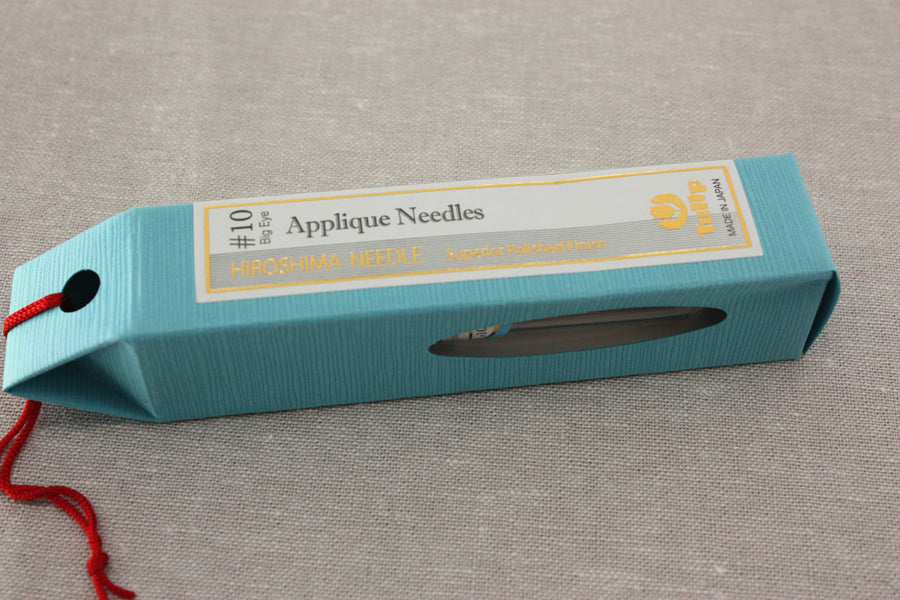 #10
Big Eye
Applique Needles
HIROSHIMA NEEDLE
Superior Polished Finish
Tulip
MADE IN JAPAN